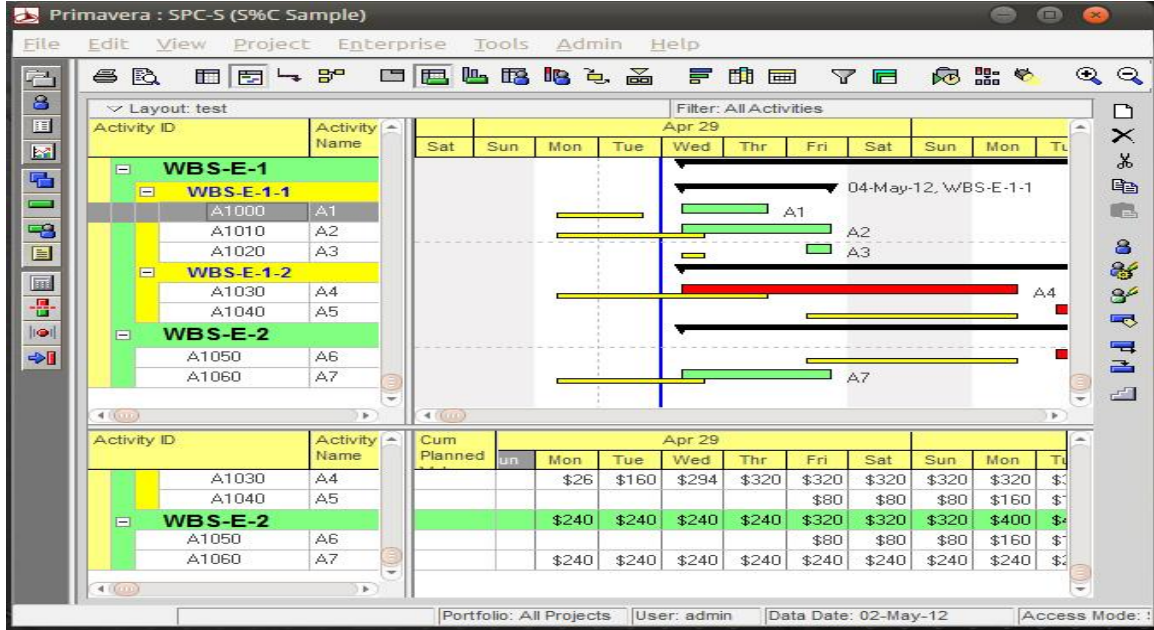 Primavera : SPC-S (S%C Sample)
File Edit View Project Enterprise Tools Admin Help
Layout: test Filter: All Activities
Activity ID Activity Name Apr 29
Sat Sun Mon Tue Wed Thr Fri Sat Sun Mon
WBS-E-1
WBS-E-1-1 04-May-12, WBS-E-1-1
A1000 A1 A1
A1010 A2 A2
A1020 A3 A3
WBS-E-1-2
A1030 A4 A4
A1040 A5
WBS-E-2
A1050 A6
A1060 A7 A7
Activity ID Activity Name Cum Planned Apr 29
un Mon Tue Wed Thr Fri Sat Sun Mon
A1030 A4 $26 $160 $294 $320 $320 $320 $320 $320
A1040 A5 $80 $80 $80 $160
WBS-E-2 $240 $240 $240 $240 $320 $320 $320 $400
A1050 A6 $80 $80 $80 $160
A1060 A7 $240 $240 $240 $240 $240 $240 $240 $240
Portfolio: All Projects User: admin Data Date: 02-May-12 Access Mode: